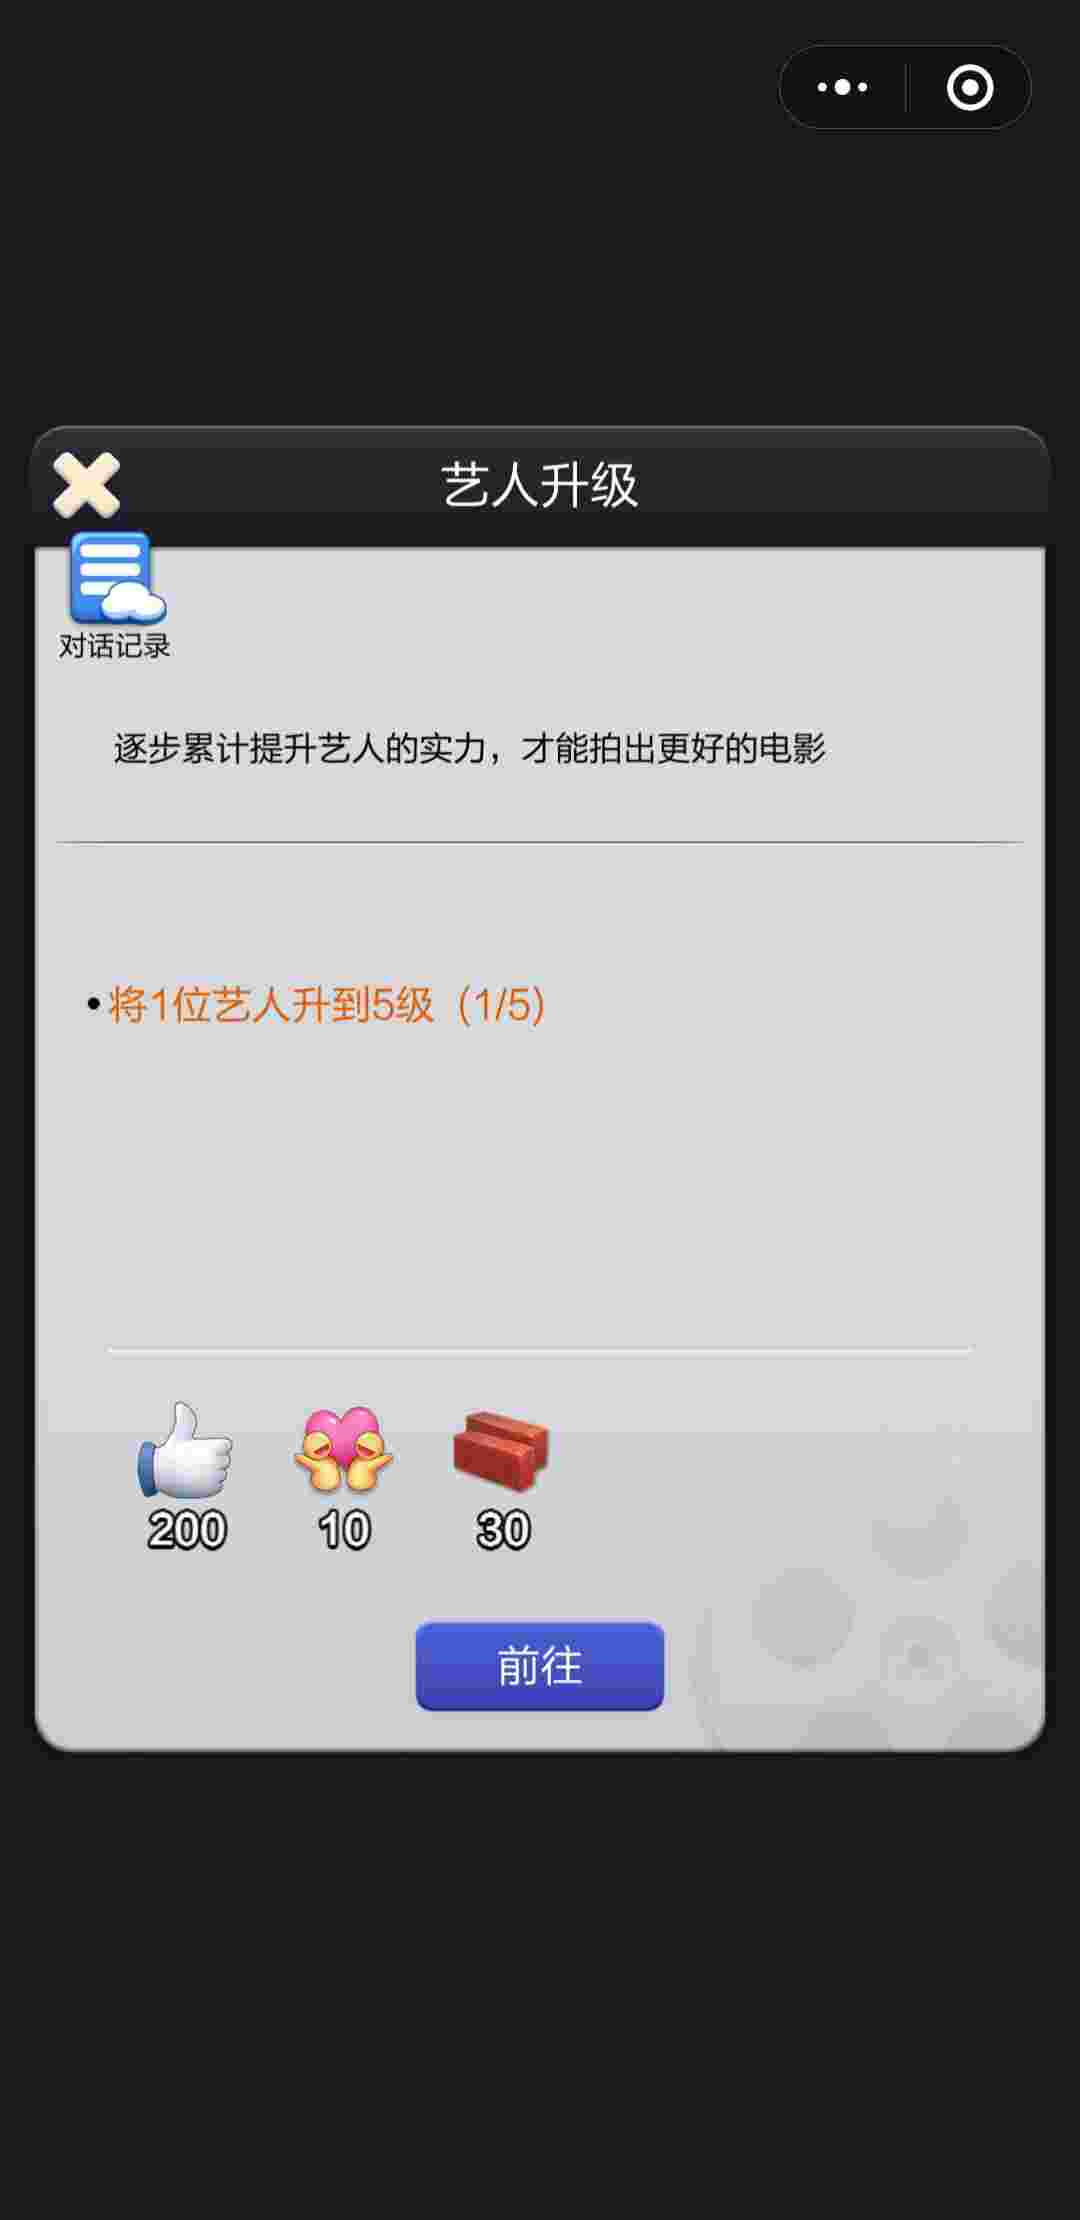 艺人升级
对话记录
逐步累计提升艺人的实力，才能拍出更好的电影
•将1位艺人升到5级（1/5）
200 10 30
前往